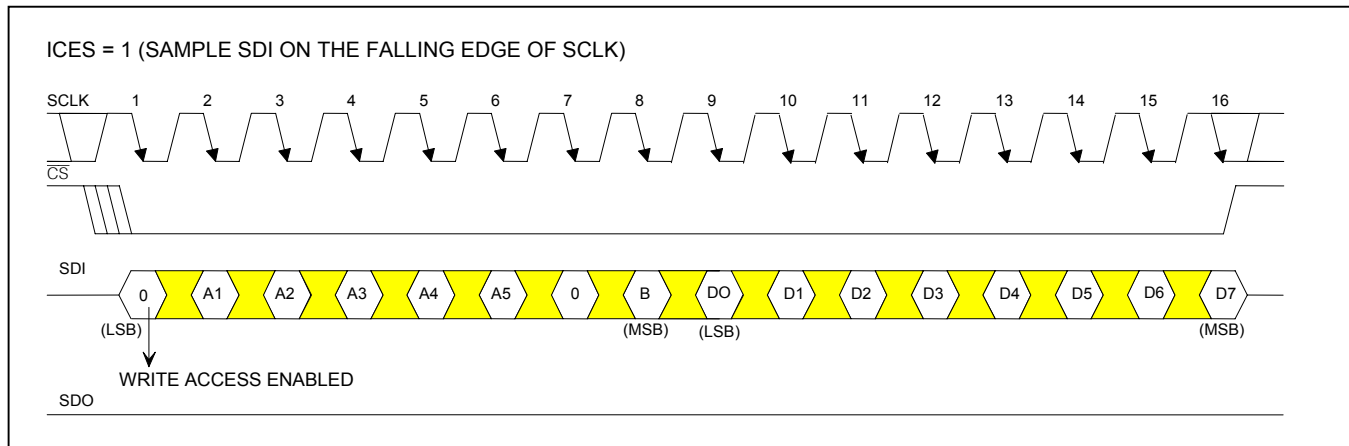 ICES = 1 (SAMPLE SDI ON THE FALLING EDGE OF SCLK)
SCLK 1 2 3 4 5 6 7 8 9 10 11 12 13 14 15 16
CS
SDI
0 A1 A2 A3 A4 A5 0 B DO D1 D2 D3 D4 D5 D6 D7
(LSB) (MSB) (LSB) (MSB)
WRITE ACCESS ENABLED
SDO